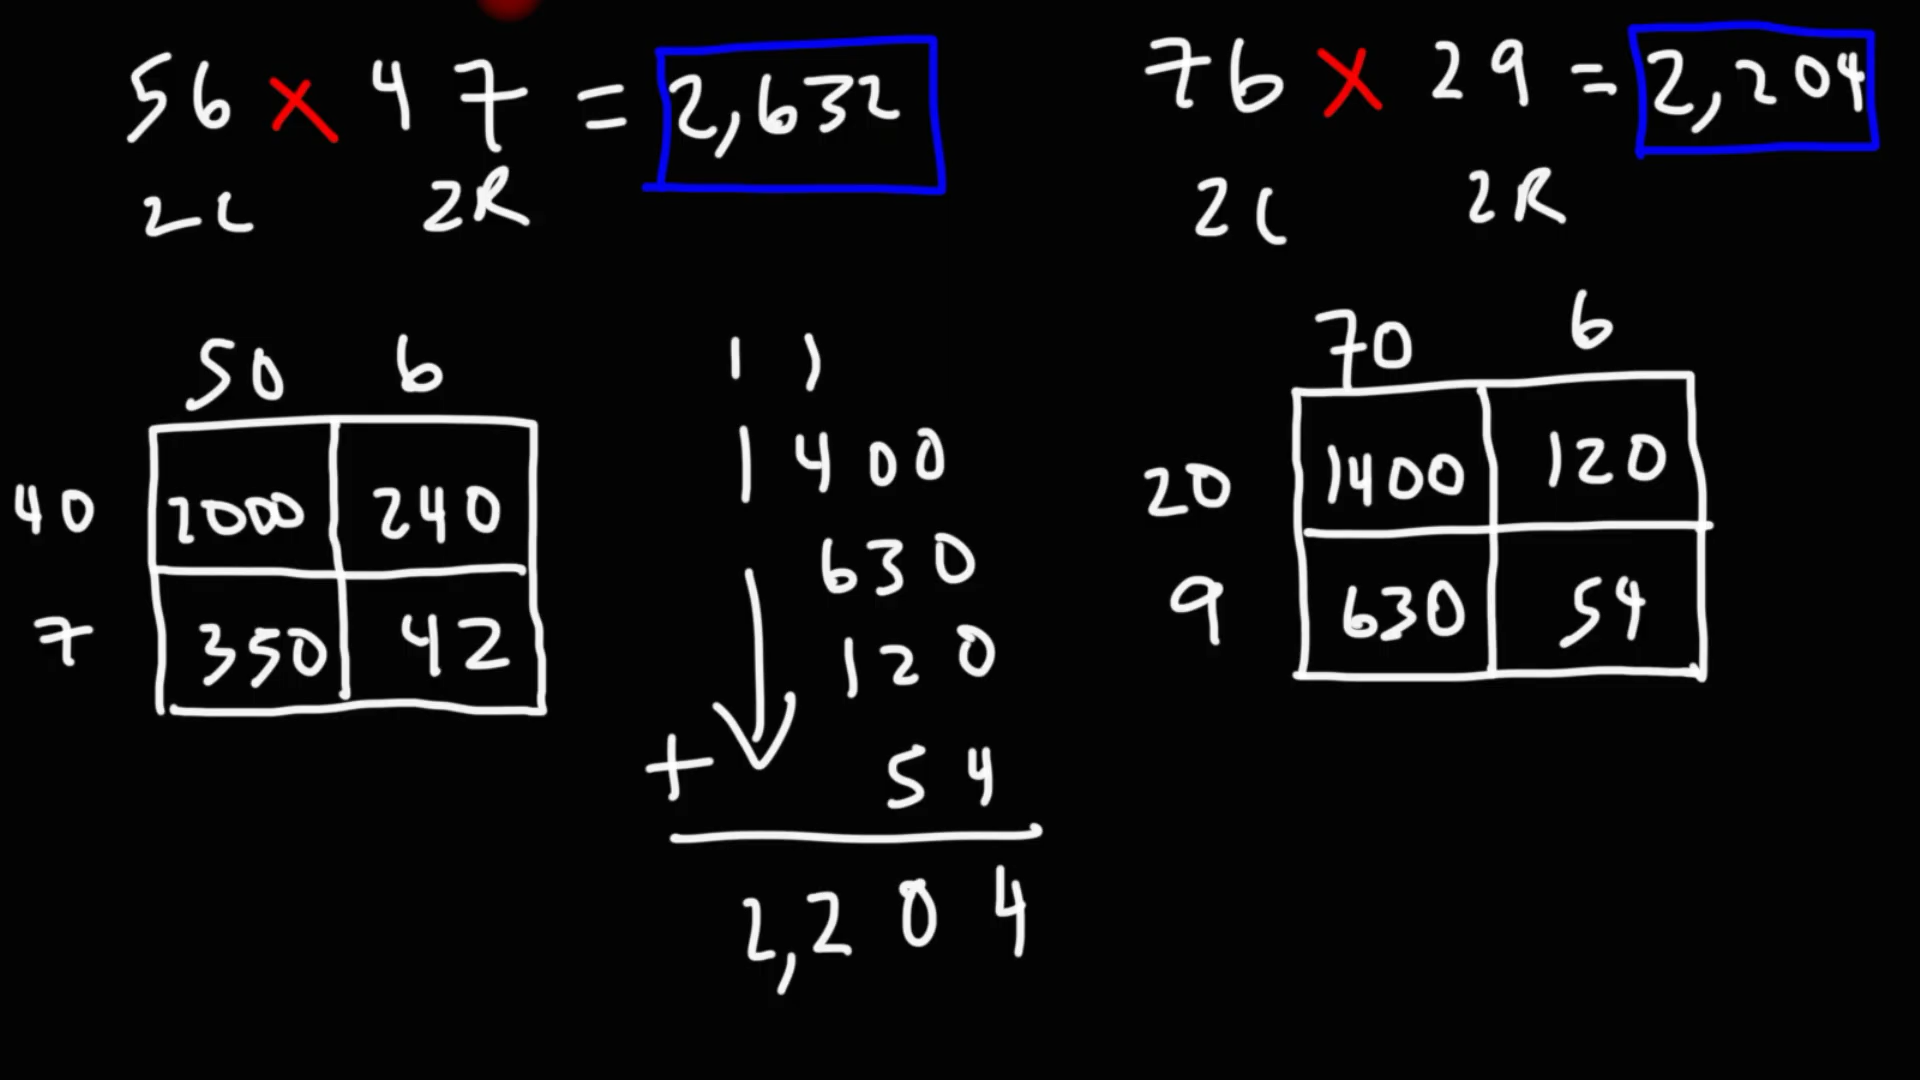 56 × 47 = 2,632
2C 2R
50 6
40 2000 240
7 350 42
1 1
1400
630
120
+ 54
2,204
76 × 29 = 2,204
2C 2R
70 6
20 1400 120
9 630 54